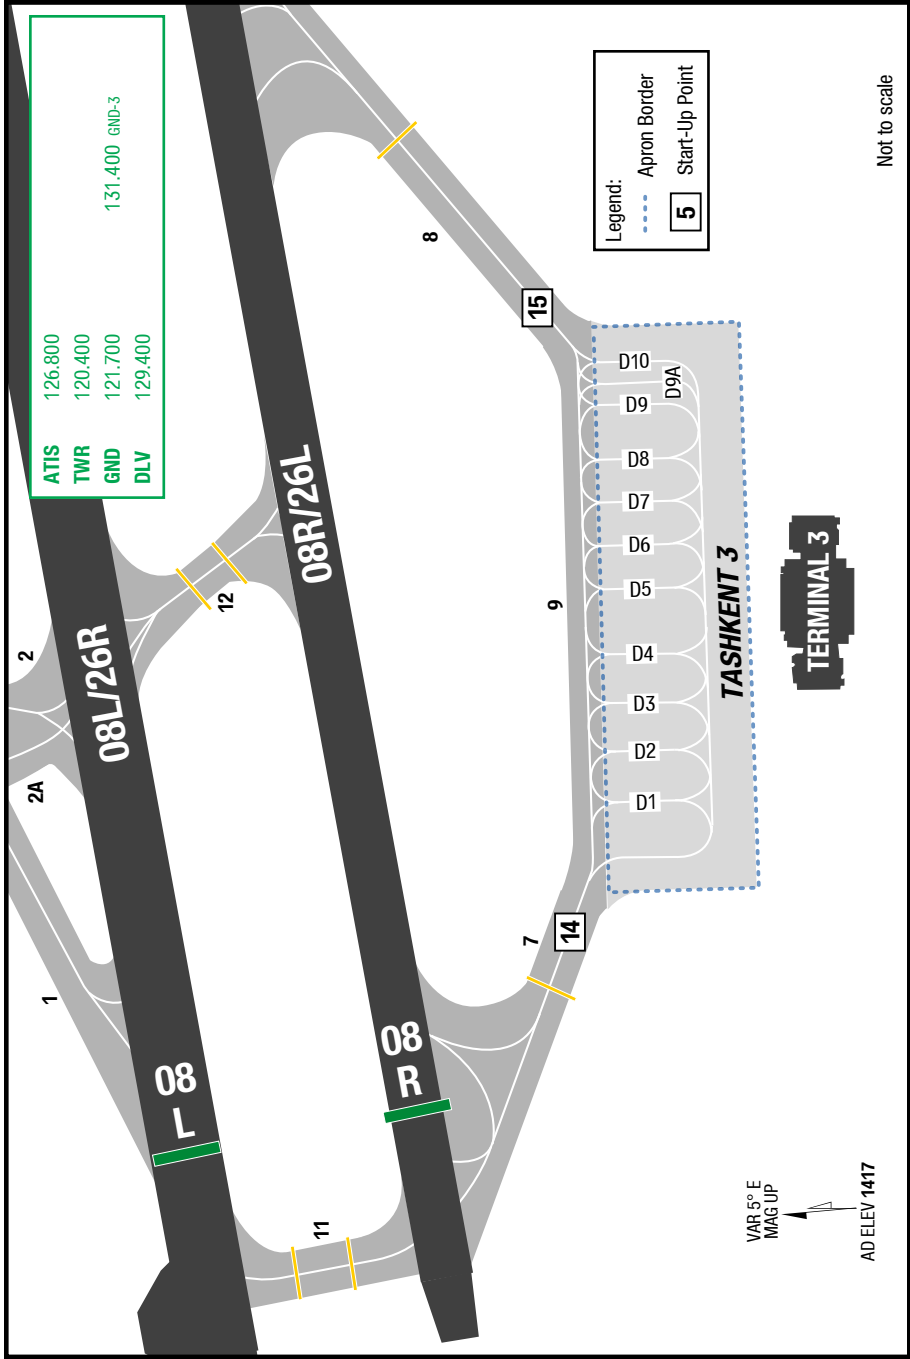 ATIS 126.800
TWR 120.400
GND 121.700 131.400 GND-3
DLV 129.400
Legend:
Apron Border
5 Start-Up Point
Not to scale
1
2A
2
08L/26R
08
L
12
11
08R/26L
08
R
7
14
9
8
15
D1
D2
D3
D4
D5
D6
D7
D8
D9
D9A
D10
TASHKENT 3
TERMINAL 3
VAR 5° E
MAG UP
AD ELEV 1417